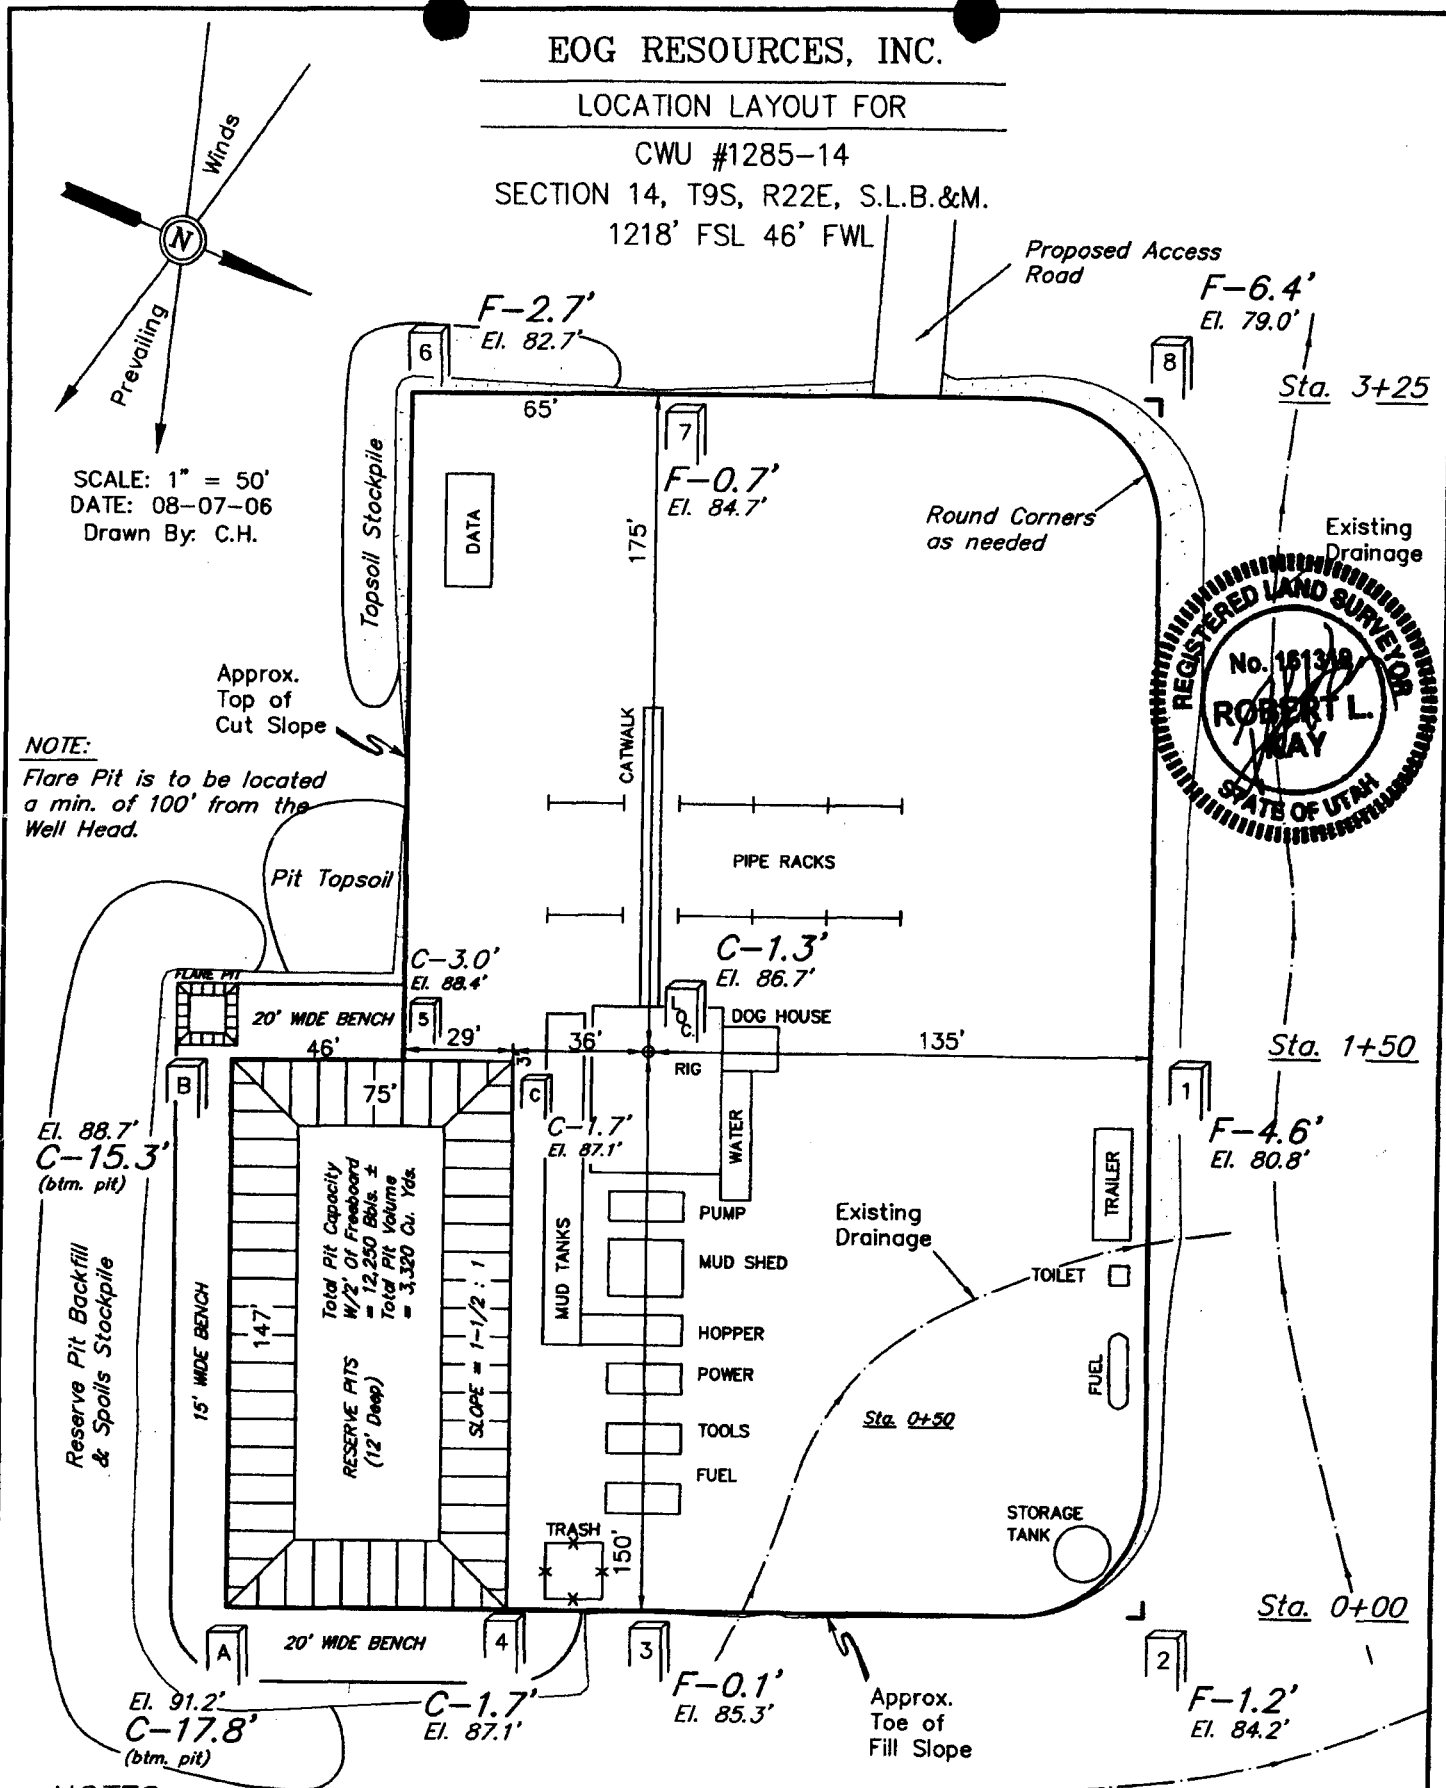 EOG RESOURCES, INC.
LOCATION LAYOUT FOR
CWU #1285-14
SECTION 14, T9S, R22E, S.L.B.&M.
1218' FSL 46' FWL
Winds
N
Prevailing
SCALE: 1" = 50'
DATE: 08-07-06
Drawn By: C.H.
Proposed Access
Road
F-6.4'
El. 79.0'
8
Sta. 3+25
F-2.7'
El. 82.7'
6
65'
7
F-0.7'
El. 84.7'
175'
DATA
Topsoil Stockpile
Round Corners
as needed
Existing
Drainage
REGISTERED LAND SURVEYOR
No. 161319
ROBERT L.
KAY
STATE OF UTAH
Approx.
Top of
Cut Slope
NOTE:
Flare Pit is to be located
a min. of 100' from the
Well Head.
Pit Topsoil
CATWALK
PIPE RACKS
C-3.0'
El. 88.4'
5
C-1.3'
El. 86.7'
LOC.
DOG HOUSE
FLARE PIT
20' WIDE BENCH
46'
29'
36'
3'
135'
RIG
Sta. 1+50
B
75'
C
C-1.7'
El. 87.1'
WATER
1
F-4.6'
El. 80.8'
El. 88.7'
C-15.3'
(btm. pit)
TRAILER
Total Pit Capacity
W/2' Of Freeboard
= 12,250 Bbls. ±
Total Pit Volume
= 3,320 Cu. Yds.
RESERVE PITS
(12' Deep)
SLOPE = 1-1/2 : 1
147'
15' WIDE BENCH
Reserve Pit Backfill
& Spoils Stockpile
MUD TANKS
PUMP
MUD SHED
HOPPER
POWER
TOOLS
FUEL
Existing
Drainage
TOILET
FUEL
Sta. 0+50
STORAGE
TANK
TRASH
150'
Sta. 0+00
A
20' WIDE BENCH
4
3
2
El. 91.2'
C-17.8'
(btm. pit)
C-1.7'
El. 87.1'
F-0.1'
El. 85.3'
Approx.
Toe of
Fill Slope
F-1.2'
El. 84.2'